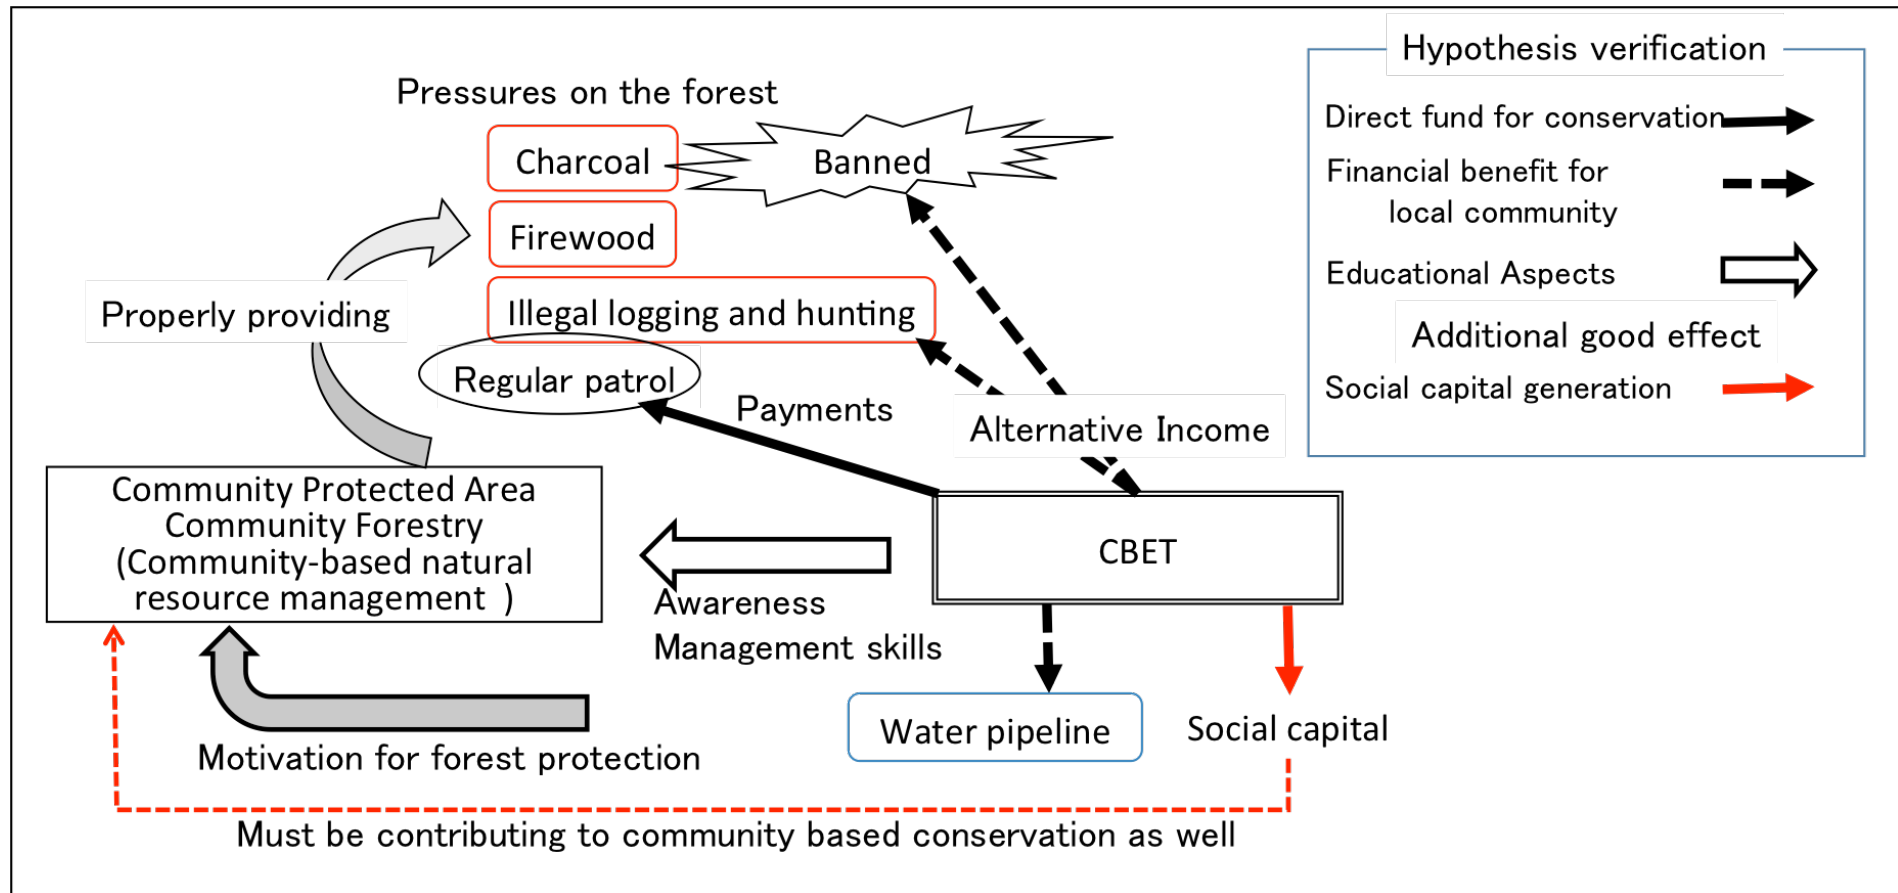 Pressures on the forest
Charcoal
Banned
Firewood
Illegal logging and hunting
Regular patrol
Properly providing
Payments
Alternative Income
Community Protected Area
Community Forestry
(Community-based natural
resource management )
CBET
Awareness
Management skills
Water pipeline
Social capital
Motivation for forest protection
Must be contributing to community based conservation as well
Hypothesis verification
Direct fund for conservation
Financial benefit for
local community
Educational Aspects
Additional good effect
Social capital generation